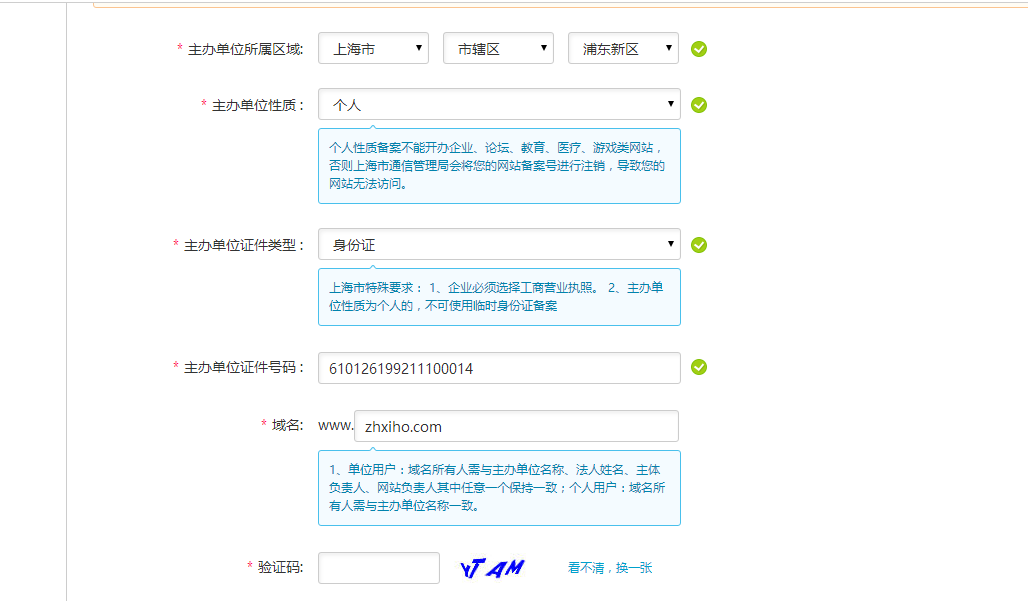 * 主办单位所属区域: 上海市 市辖区 浦东新区
* 主办单位性质： 个人
个人性质备案不能开办企业、论坛、教育、医疗、游戏类网站，
否则上海市通信管理局会将您的网站备案号进行注销，导致您的
网站无法访问。
* 主办单位证件类型： 身份证
上海市特殊要求： 1、企业必须选择工商营业执照。 2、主办单
位性质为个人的，不可使用临时身份证备案
* 主办单位证件号码： 610126199211100014
* 域名: www. zhxiho.com
1、单位用户：域名所有人需与主办单位名称、法人姓名、主体
负责人、网站负责人其中任意一个保持一致；个人用户：域名所
有人需与主办单位名称一致。
* 验证码: YTAM 看不清，换一张